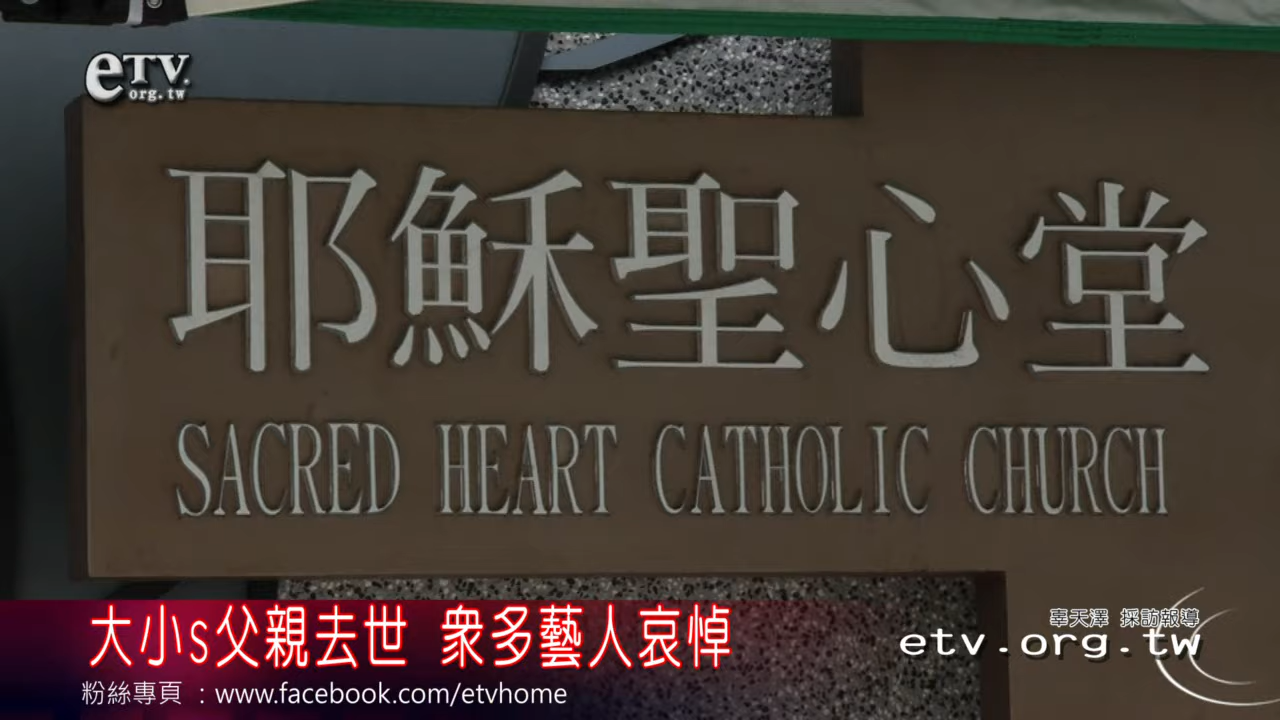 eTV.
org.tw
耶穌聖心堂
SACRED HEART CATHOLIC CHURCH
大小s父親去世 衆多藝人哀悼
辜天澤 採訪報導
etv.org.tw
粉絲專頁 : www.facebook.com/etvhome